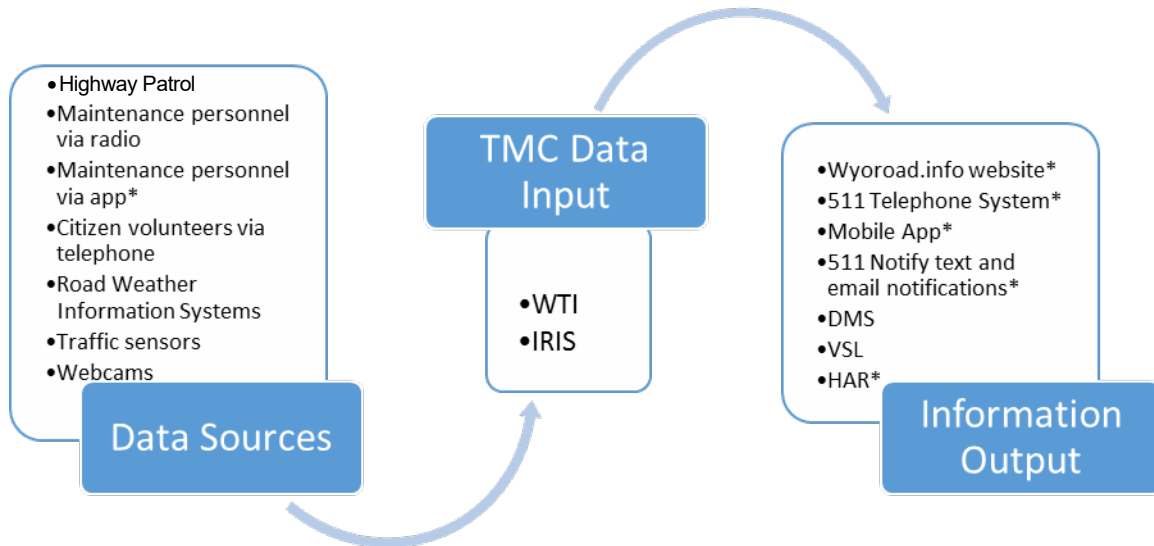 •Highway Patrol
•Maintenance personnel
via radio
•Maintenance personnel
via app*
•Citizen volunteers via
telephone
•Road Weather
Information Systems
•Traffic sensors
•Webcams
Data Sources
TMC Data
Input
•WTI
•IRIS
•Wyoroad.info website*
•511 Telephone System*
•Mobile App*
•511 Notify text and
email notifications*
•DMS
•VSL
•HAR*
Information
Output